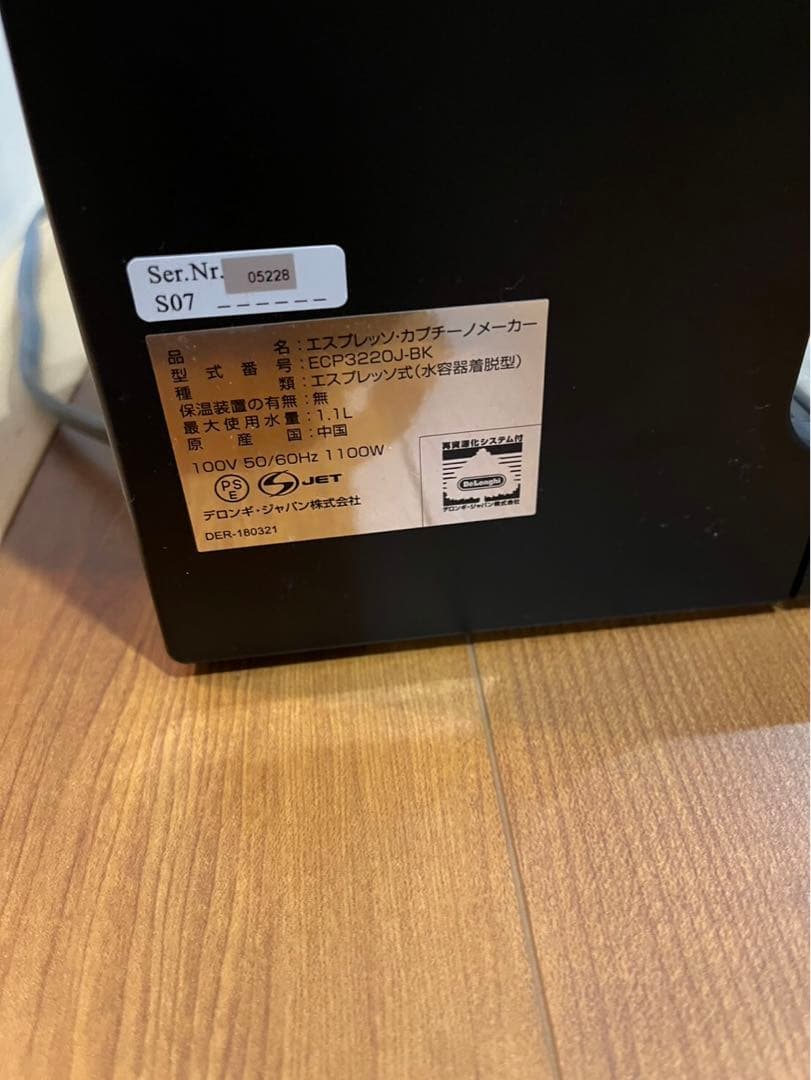 Ser.Nr. 05228
S07 _ _ _ _ _ _
品名:エスプレッソ・カプチーノメーカー
型式番号:ECP3220J-BK
種類:エスプレッソ式(水容器着脱型)
保温装置の有無:無
最大使用水量:1.1L
原産国:中国
100V 50/60Hz 1100W
PSE JET
デロンギ・ジャパン株式会社
DER-180321
再資源化システム付
DeLonghi
デロンギ・ジャパン株式会社